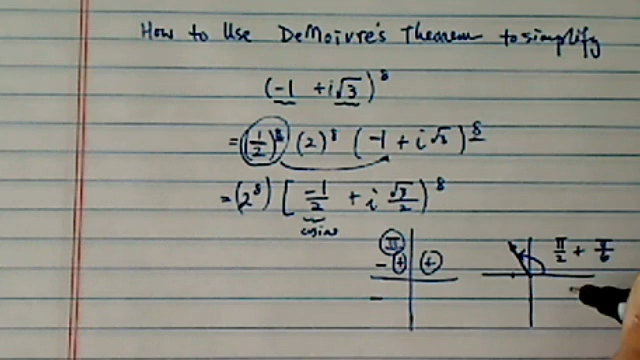 How to Use DeMoivre's Theorem to simplify
(-1 + i√3)^8
= (1/2)^8 (2)^8 (-1 + i√3)^8
= (2^8) [ -1/2 + i √3/2 )^8
cosine
II
- + +
-
π/2 + π/6